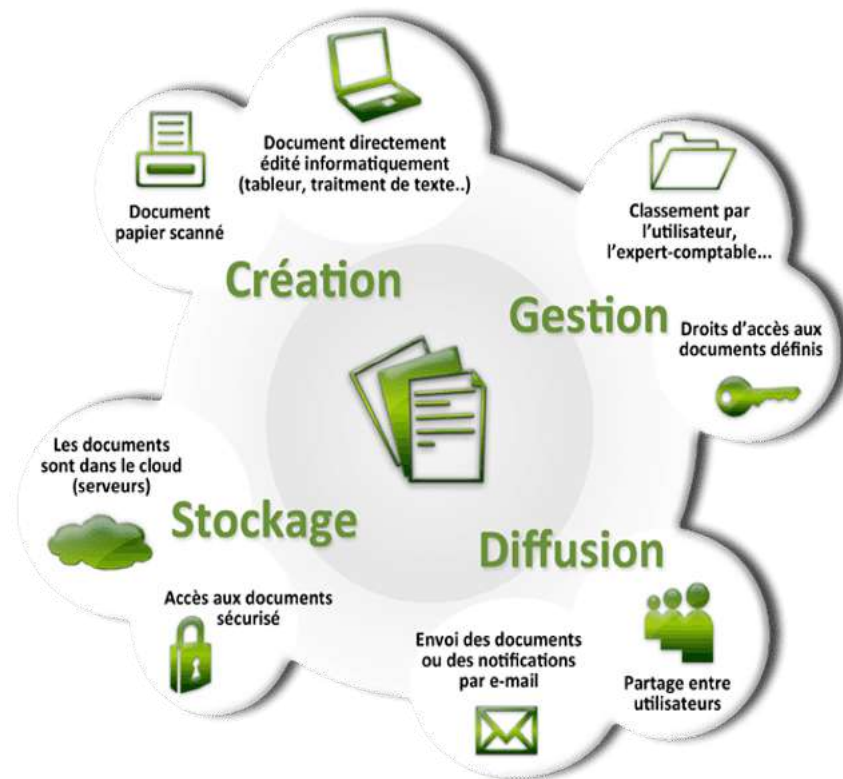 Document directement
édité informatiquement
(tableur, traitment de texte..)
Document
papier scanné
Création
Classement par
l'utilisateur,
l'expert-comptable...
Gestion
Droits d'accès aux
documents définis
Les documents
sont dans le cloud
(serveurs)
Stockage
Accès aux documents
sécurisé
Diffusion
Envoi des documents
ou des notifications
par e-mail
Partage entre
utilisateurs